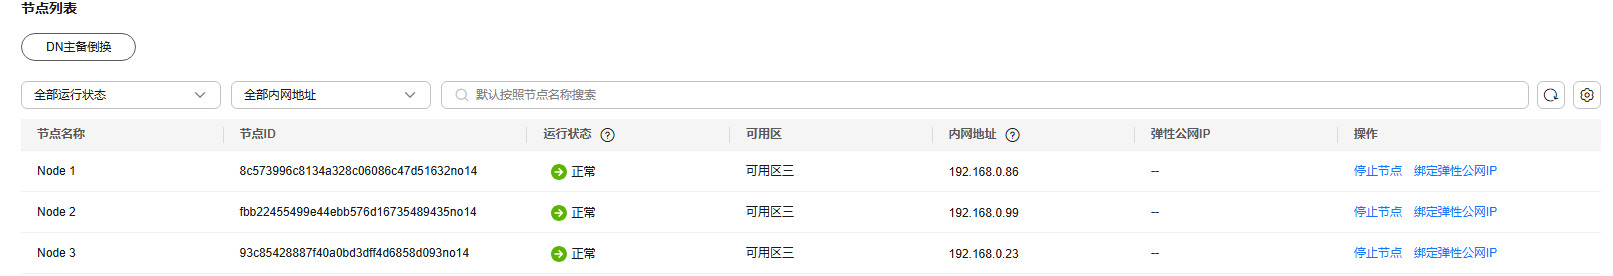 节点列表
DN主备倒换
全部运行状态 全部内网地址 默认按照节点名称搜索
节点名称 节点ID 运行状态 可用区 内网地址 弹性公网IP 操作
Node 1 8c573996c8134a328c06086c47d51632no14 正常 可用区三 192.168.0.86 -- 停止节点 绑定弹性公网IP
Node 2 fbb22455499e44ebb576d16735489435no14 正常 可用区三 192.168.0.99 -- 停止节点 绑定弹性公网IP
Node 3 93c85428887f40a0bd3dff4d6858d093no14 正常 可用区三 192.168.0.23 -- 停止节点 绑定弹性公网IP